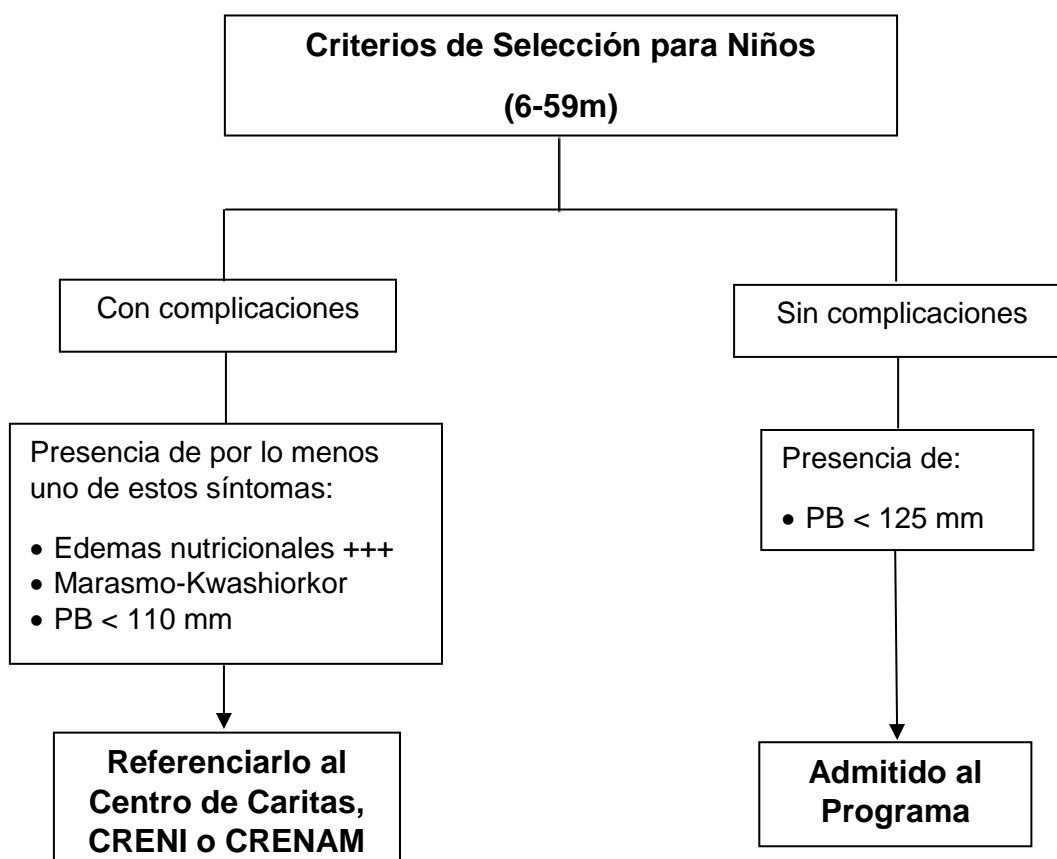 Criterios de Selección para Niños
(6-59m)
Con complicaciones
Sin complicaciones
Presencia de por lo menos
uno de estos síntomas:
• Edemas nutricionales +++
• Marasmo-Kwashiorkor
• PB < 110 mm
Presencia de:
• PB < 125 mm
Referenciarlo al
Centro de Caritas,
CRENI o CRENAM
Admitido al
Programa